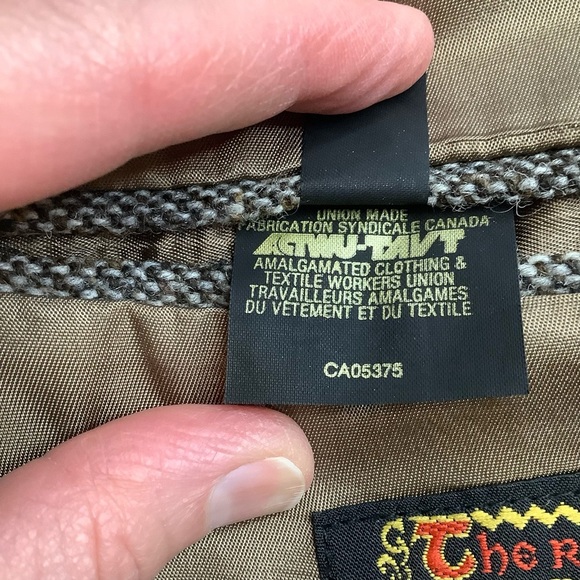 UNION MADE
FABRICATION SYNDICALE CANADA
ACTWU-TAVT
AMALGAMATED CLOTHING &
TEXTILE WORKERS UNION
TRAVAILLEURS AMALGAMES
DU VÊTEMENT ET DU TEXTILE
CA05375
The